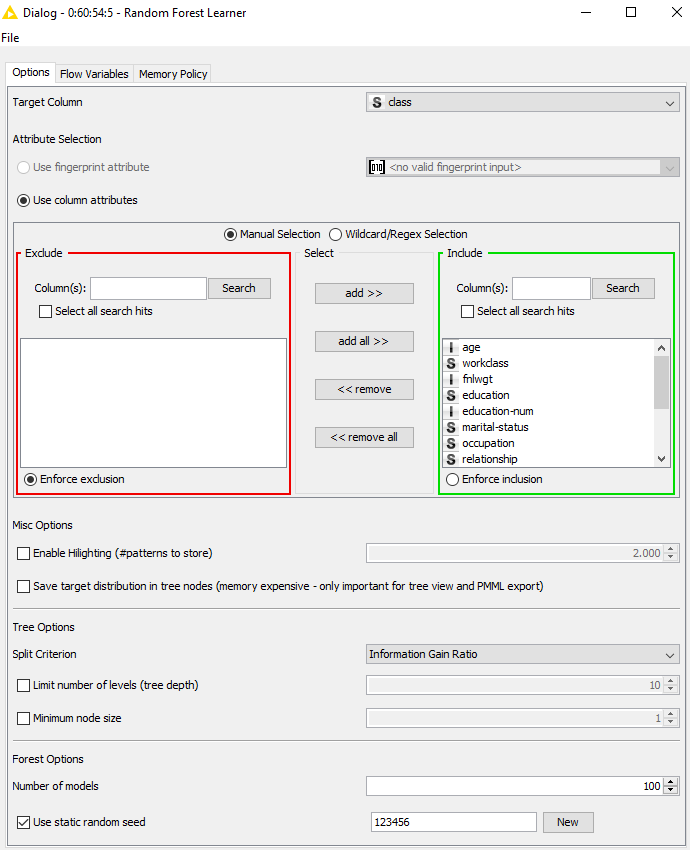 Dialog - 0:60:54:5 - Random Forest Learner
File
Options Flow Variables Memory Policy
Target Column S class
Attribute Selection
Use fingerprint attribute <no valid fingerprint input>
Use column attributes
Manual Selection Wildcard/Regex Selection
Exclude Select Include
Column(s): Search add >> Column(s): Search
Select all search hits Select all search hits
add all >>
I age
S workclass
I fnlwgt
<< remove
S education
I education-num
S marital-status
<< remove all
S occupation
S relationship
Enforce exclusion Enforce inclusion
Misc Options
Enable Hilighting (#patterns to store) 2.000
Save target distribution in tree nodes (memory expensive - only important for tree view and PMML export)
Tree Options
Split Criterion Information Gain Ratio
Limit number of levels (tree depth) 10
Minimum node size 1
Forest Options
Number of models 100
Use static random seed 123456 New